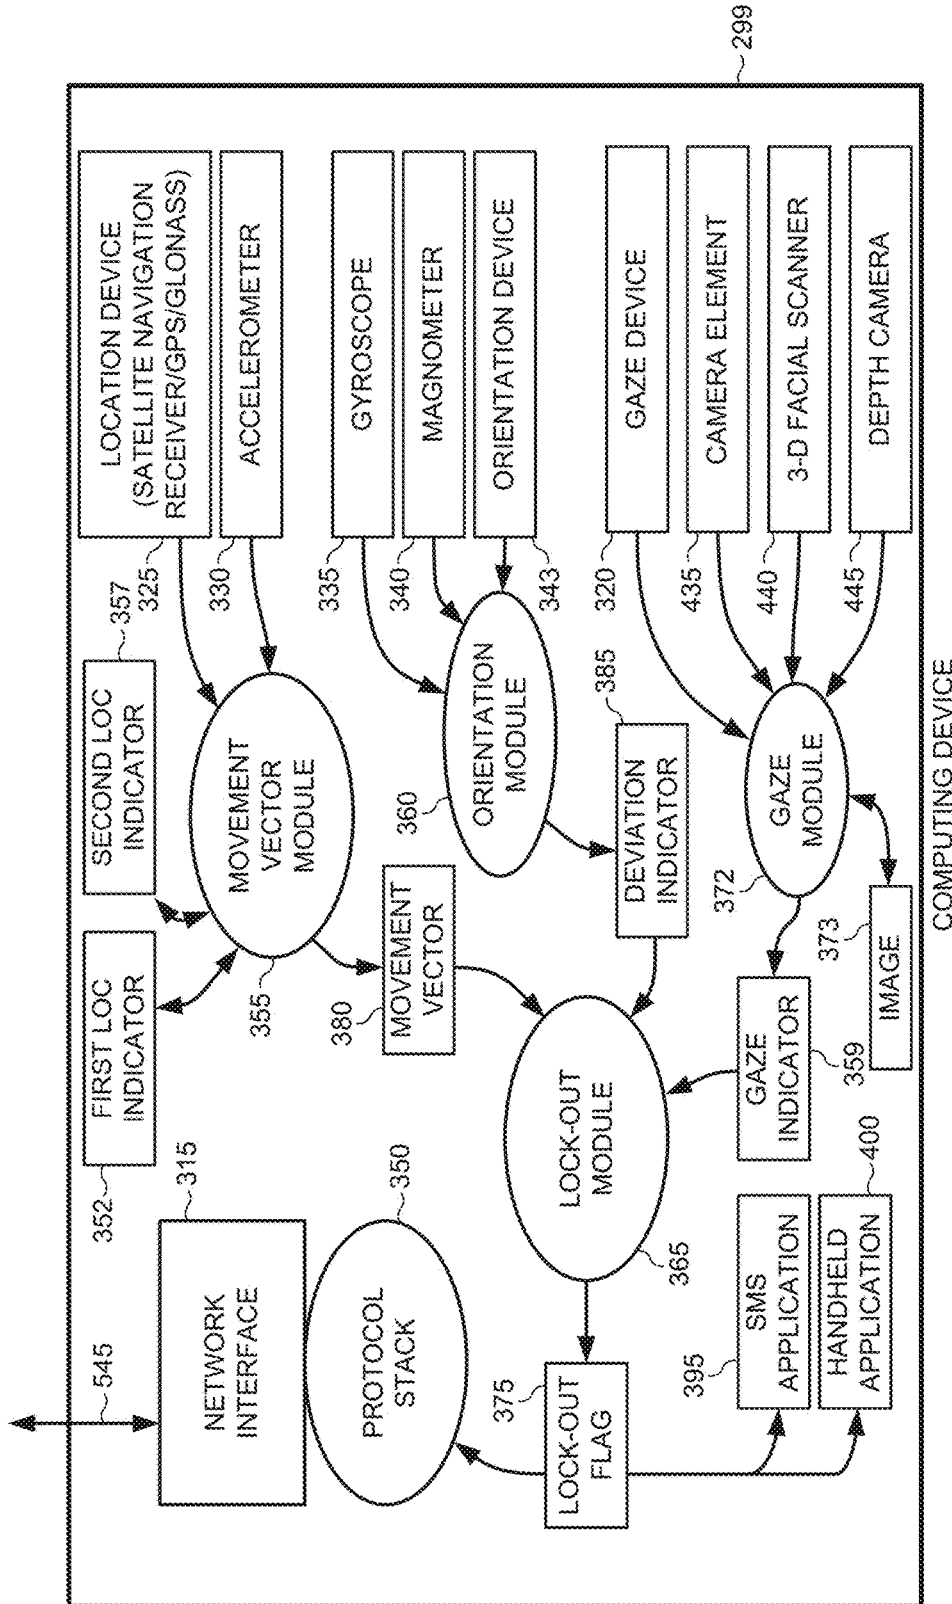 545
NETWORK
INTERFACE
315
PROTOCOL
STACK
350
352
FIRST LOC
INDICATOR
SECOND LOC
INDICATOR
357
MOVEMENT
VECTOR
MODULE
355
325
LOCATION DEVICE
(SATELLITE NAVIGATION
RECEIVER/GPS/GLONASS)
330
ACCELEROMETER
380
MOVEMENT
VECTOR
335
GYROSCOPE
340
MAGNOMETER
343
ORIENTATION DEVICE
360
ORIENTATION
MODULE
385
DEVIATION
INDICATOR
LOCK-OUT
MODULE
365
375
LOCK-OUT
FLAG
395
SMS
APPLICATION
400
HANDHELD
APPLICATION
GAZE
INDICATOR
359
373
IMAGE
372
GAZE
MODULE
320
GAZE DEVICE
435
CAMERA ELEMENT
440
3-D FACIAL SCANNER
445
DEPTH CAMERA
299
COMPUTING DEVICE